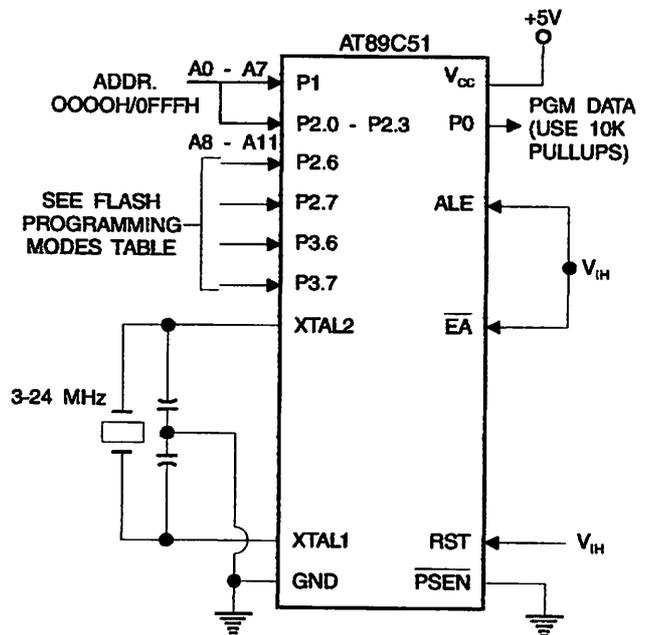 +5V
AT89C51
A0 - A7
ADDR.
OOOOH/0FFFH
P1
VCC
PGM DATA
(USE 10K
PULLUPS)
P2.0 - P2.3
P0
A8 - A11
P2.6
SEE FLASH
PROGRAMMING
MODES TABLE
P2.7
ALE
P3.6
VIH
P3.7
XTAL2
EA
3-24 MHz
XTAL1
RST
VIH
GND
PSEN